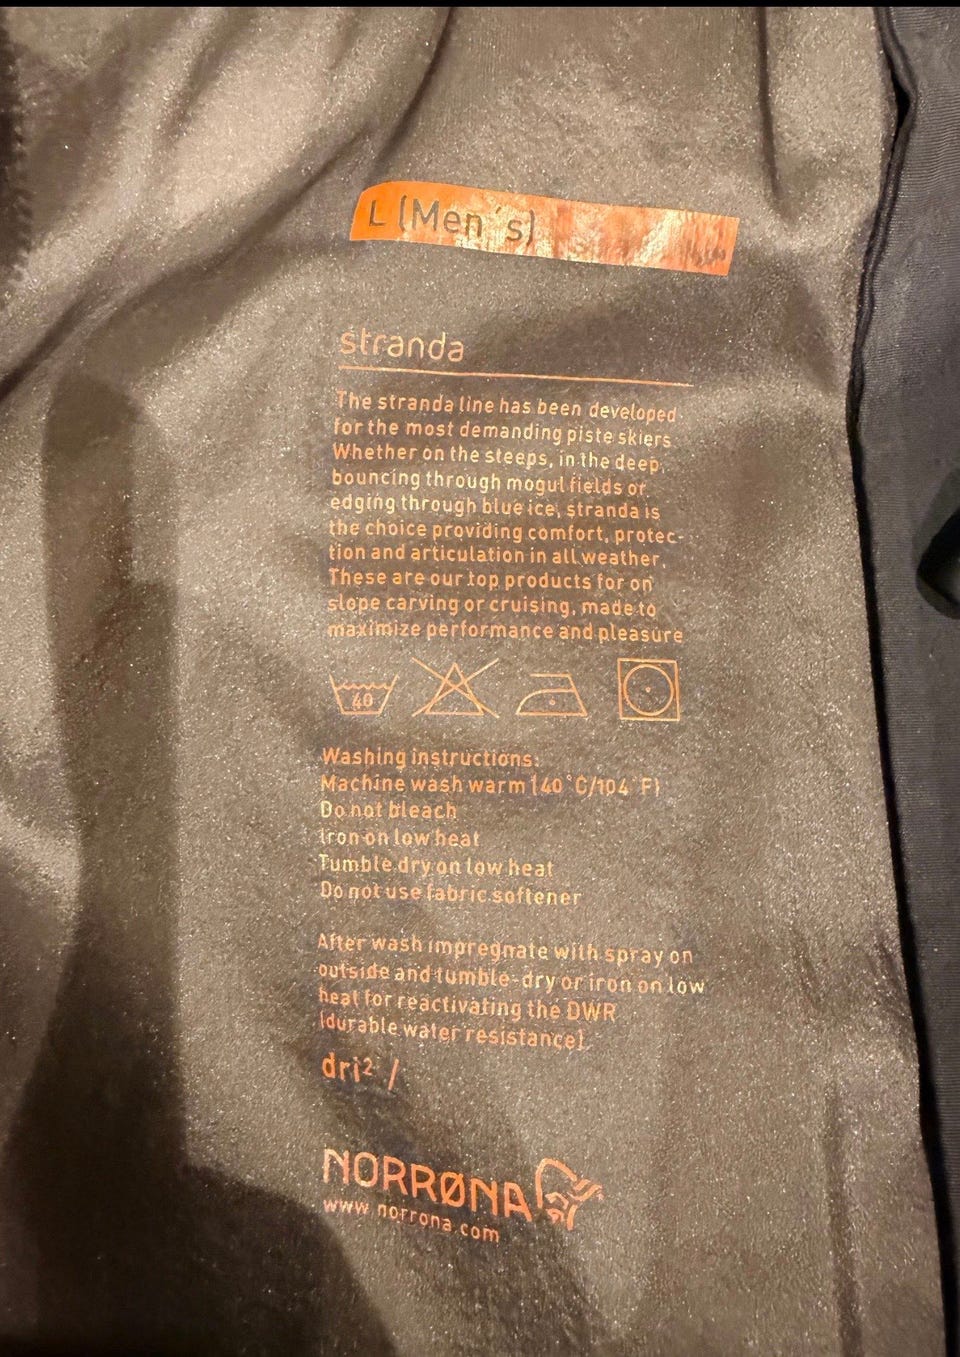 L (Men´s)
stranda
The stranda line has been developed
for the most demanding piste skiers
Whether on the steeps, in the deep,
bouncing through mogul fields or
edging through blue ice, stranda is
the choice providing comfort, protec-
tion and articulation in all weather.
These are our top products for on
slope carving or cruising, made to
maximize performance and pleasure
40
Washing instructions:
Machine wash warm (40°C/104°F)
Do not bleach
Iron on low heat
Tumble dry on low heat
Do not use fabric softener
After wash impregnate with spray on
outside and tumble-dry or iron on low
heat for reactivating the DWR
(durable water resistance).
dri² /
NORRØNA
www.norrona.com